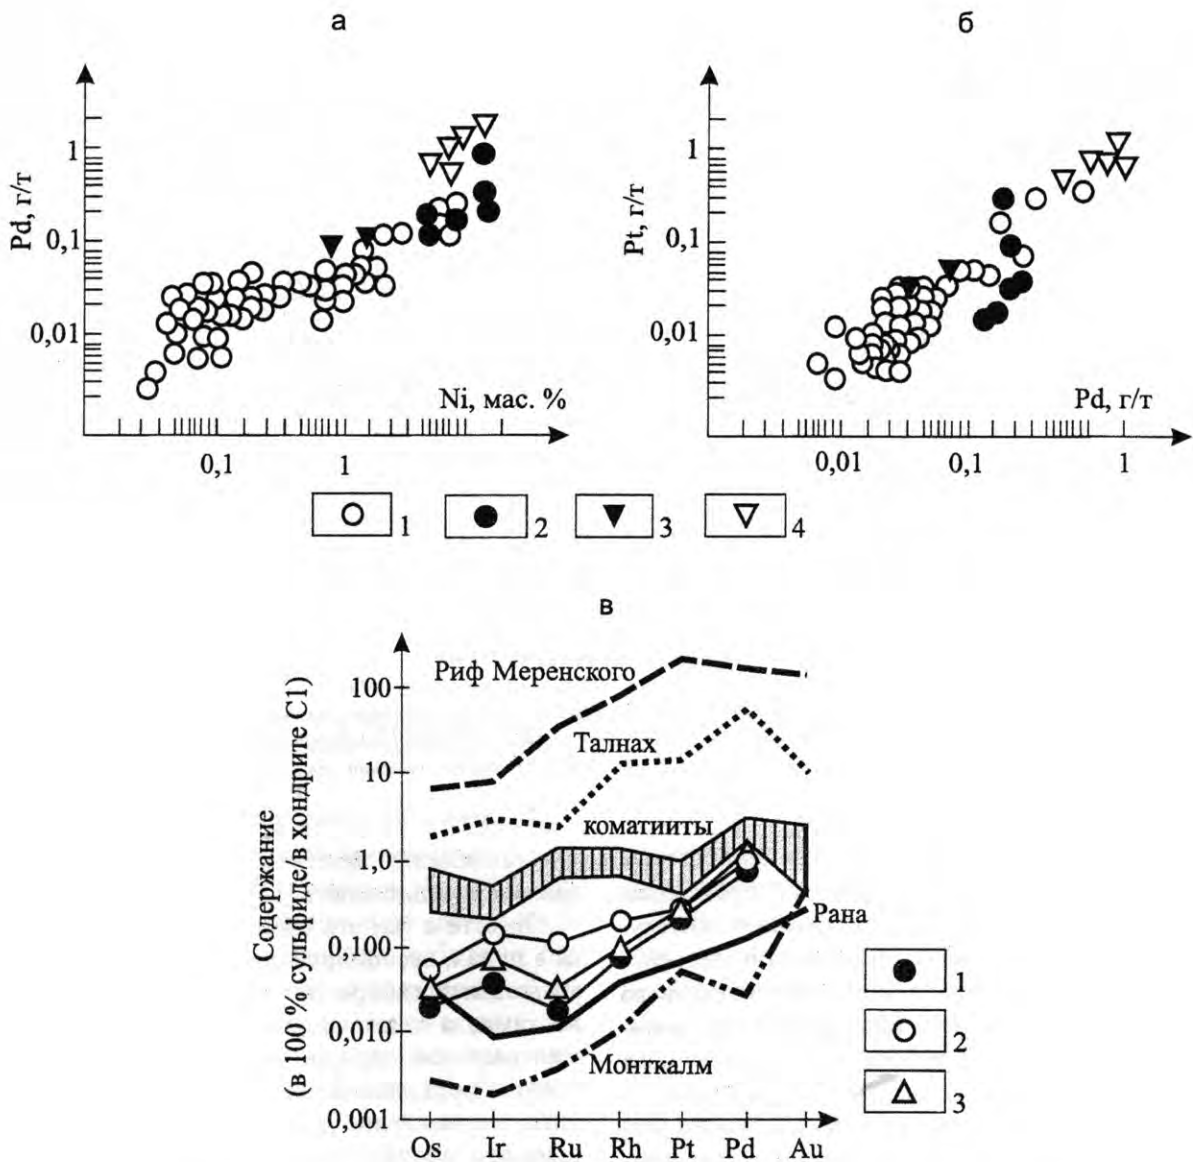 а
б
Pd, г/т
1
0,1
0,01
Ni, мас. %
0,1
1
Pt, г/т
1
0,1
0,01
Pd, г/т
0,01
0,1
1
1
2
3
4
в
Содержание
(в 100 % сульфиде/в хондрите С1)
100
10
1,0
0,100
0,010
0,001
Риф Меренского
Талнах
коматииты
Рана
Монткалм
Os
Ir
Ru
Rh
Pt
Pd
Au
1
2
3